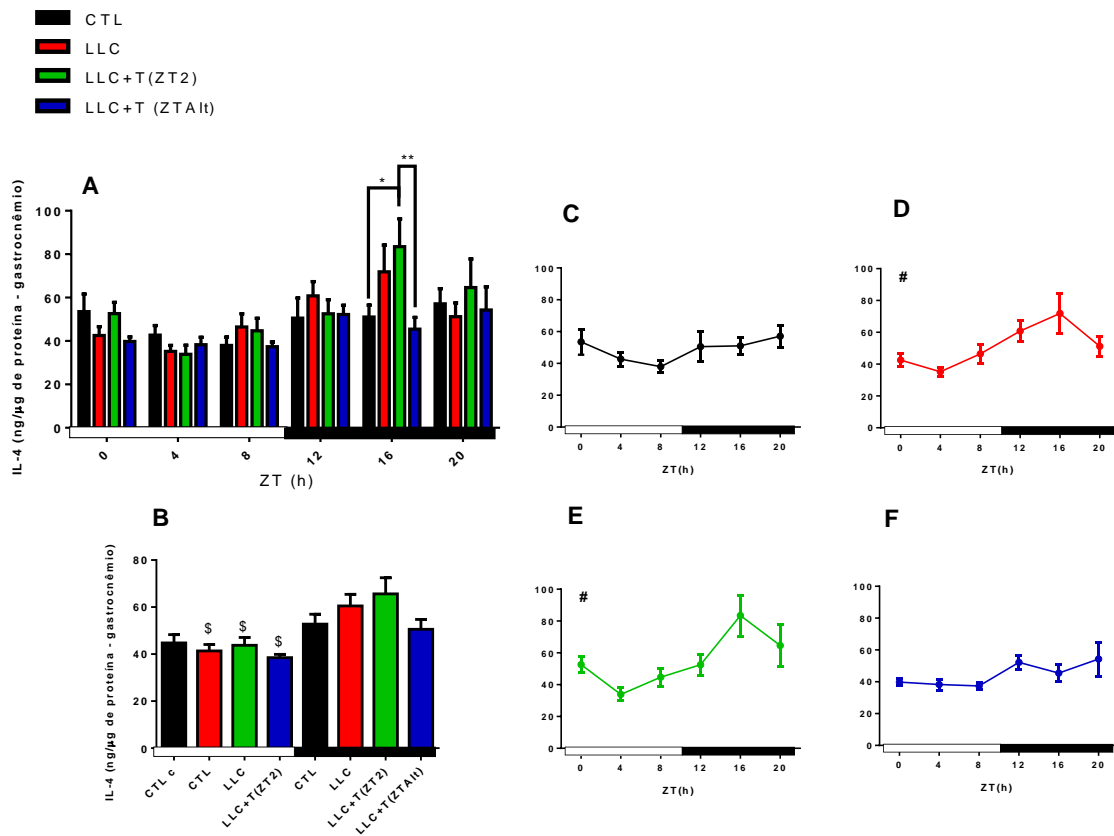 CTL
LLC
LLC+T(ZT2)
LLC+T (ZTAlt)
A
IL-4 (ng/µg de proteína - gastrocnêmio)
100
80
60
40
20
0
* **
0 4 8 12 16 20
ZT (h)
B
IL-4 (ng/µg de proteína - gastrocnêmio)
80
60
40
20
0
$ $ $
CTL c CTL LLC LLC+T(ZT2) CTL LLC LLC+T(ZT2) LLC+T(ZTAlt)
C
100
80
60
40
20
0
0 4 8 12 16 20
ZT(h)
D
#
100
80
60
40
20
0
0 4 8 12 16 20
ZT(h)
E
#
100
80
60
40
20
0
0 4 8 12 16 20
ZT(h)
F
100
80
60
40
20
0
0 4 8 12 16 20
ZT(h)